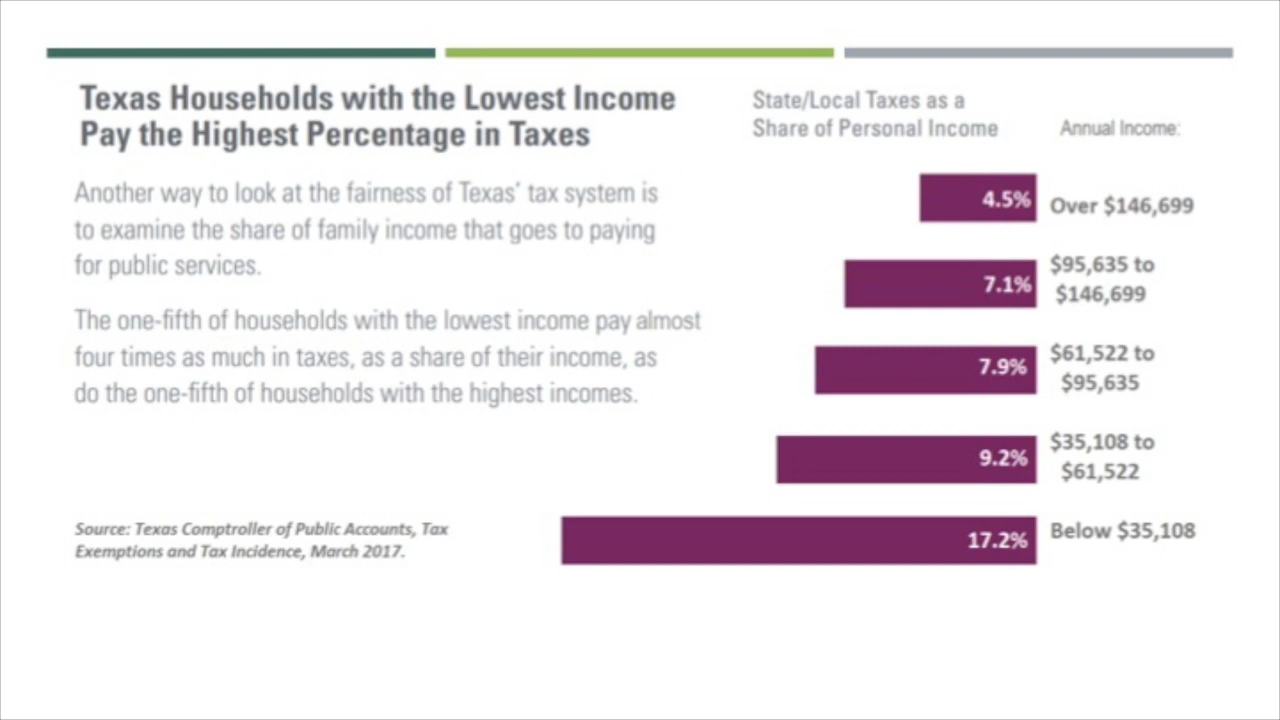 Texas Households with the Lowest Income
Pay the Highest Percentage in Taxes
Another way to look at the fairness of Texas' tax system is
to examine the share of family income that goes to paying
for public services.
The one-fifth of households with the lowest income pay almost
four times as much in taxes, as a share of their income, as
do the one-fifth of households with the highest incomes.
Source: Texas Comptroller of Public Accounts, Tax
Exemptions and Tax Incidence, March 2017.
State/Local Taxes as a
Share of Personal Income
Annual Income:
4.5% Over $146,699
7.1% $95,635 to
$146,699
7.9% $61,522 to
$95,635
9.2% $35,108 to
$61,522
17.2% Below $35,108